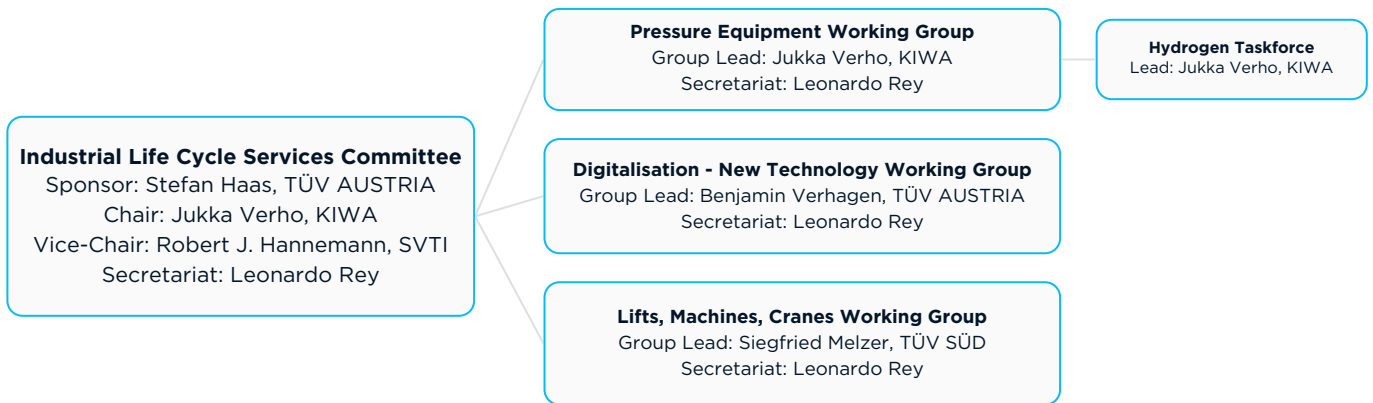 Industrial Life Cycle Services Committee
Sponsor: Stefan Haas, TÜV AUSTRIA
Chair: Jukka Verho, KIWA
Vice-Chair: Robert J. Hannemann, SVTI
Secretariat: Leonardo Rey
Pressure Equipment Working Group
Group Lead: Jukka Verho, KIWA
Secretariat: Leonardo Rey
Hydrogen Taskforce
Lead: Jukka Verho, KIWA
Digitalisation - New Technology Working Group
Group Lead: Benjamin Verhagen, TÜV AUSTRIA
Secretariat: Leonardo Rey
Lifts, Machines, Cranes Working Group
Group Lead: Siegfried Melzer, TÜV SÜD
Secretariat: Leonardo Rey